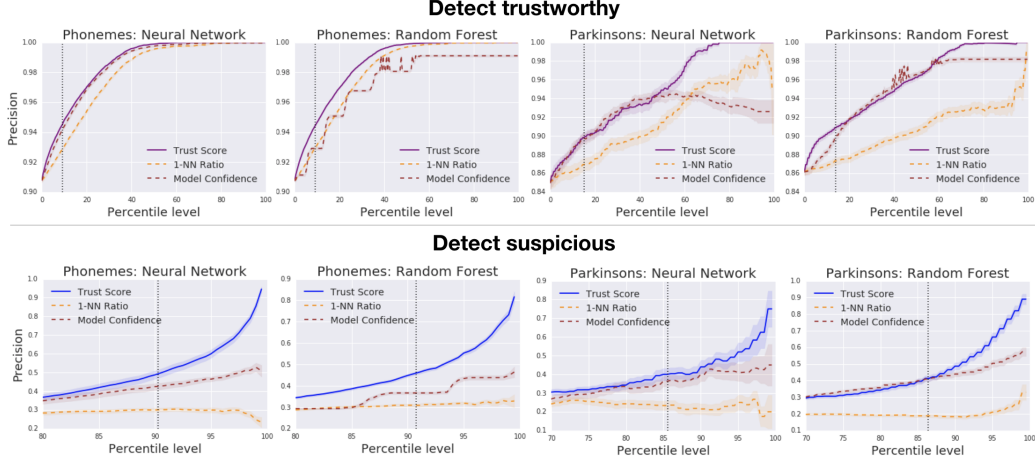 Detect trustworthy
Phonemes: Neural Network
1.00
0.98
0.96
0.94
0.92
0.90
Precision
0 20 40 60 80 100
Percentile level
Trust Score
1-NN Ratio
Model Confidence
Phonemes: Random Forest
1.00
0.98
0.96
0.94
0.92
0.90
0 20 40 60 80 100
Percentile level
Trust Score
1-NN Ratio
Model Confidence
Parkinsons: Neural Network
1.00
0.98
0.96
0.94
0.92
0.90
0.88
0.86
0.84
0 20 40 60 80 100
Percentile level
Trust Score
1-NN Ratio
Model Confidence
Parkinsons: Random Forest
1.00
0.98
0.96
0.94
0.92
0.90
0.88
0.86
0.84
0 20 40 60 80 100
Percentile level
Trust Score
1-NN Ratio
Model Confidence
Detect suspicious
Phonemes: Neural Network
1.0
0.9
0.8
0.7
0.6
0.5
0.4
0.3
0.2
Precision
80 85 90 95 100
Percentile level
Trust Score
1-NN Ratio
Model Confidence
Phonemes: Random Forest
0.9
0.8
0.7
0.6
0.5
0.4
0.3
0.2
80 85 90 95 100
Percentile level
Trust Score
1-NN Ratio
Model Confidence
Parkinsons: Neural Network
0.9
0.8
0.7
0.6
0.5
0.4
0.3
0.2
0.1
70 75 80 85 90 95 100
Percentile level
Trust Score
1-NN Ratio
Model Confidence
Parkinsons: Random Forest
1.0
0.9
0.8
0.7
0.6
0.5
0.4
0.3
0.2
0.1
70 75 80 85 90 95 100
Percentile level
Trust Score
1-NN Ratio
Model Confidence